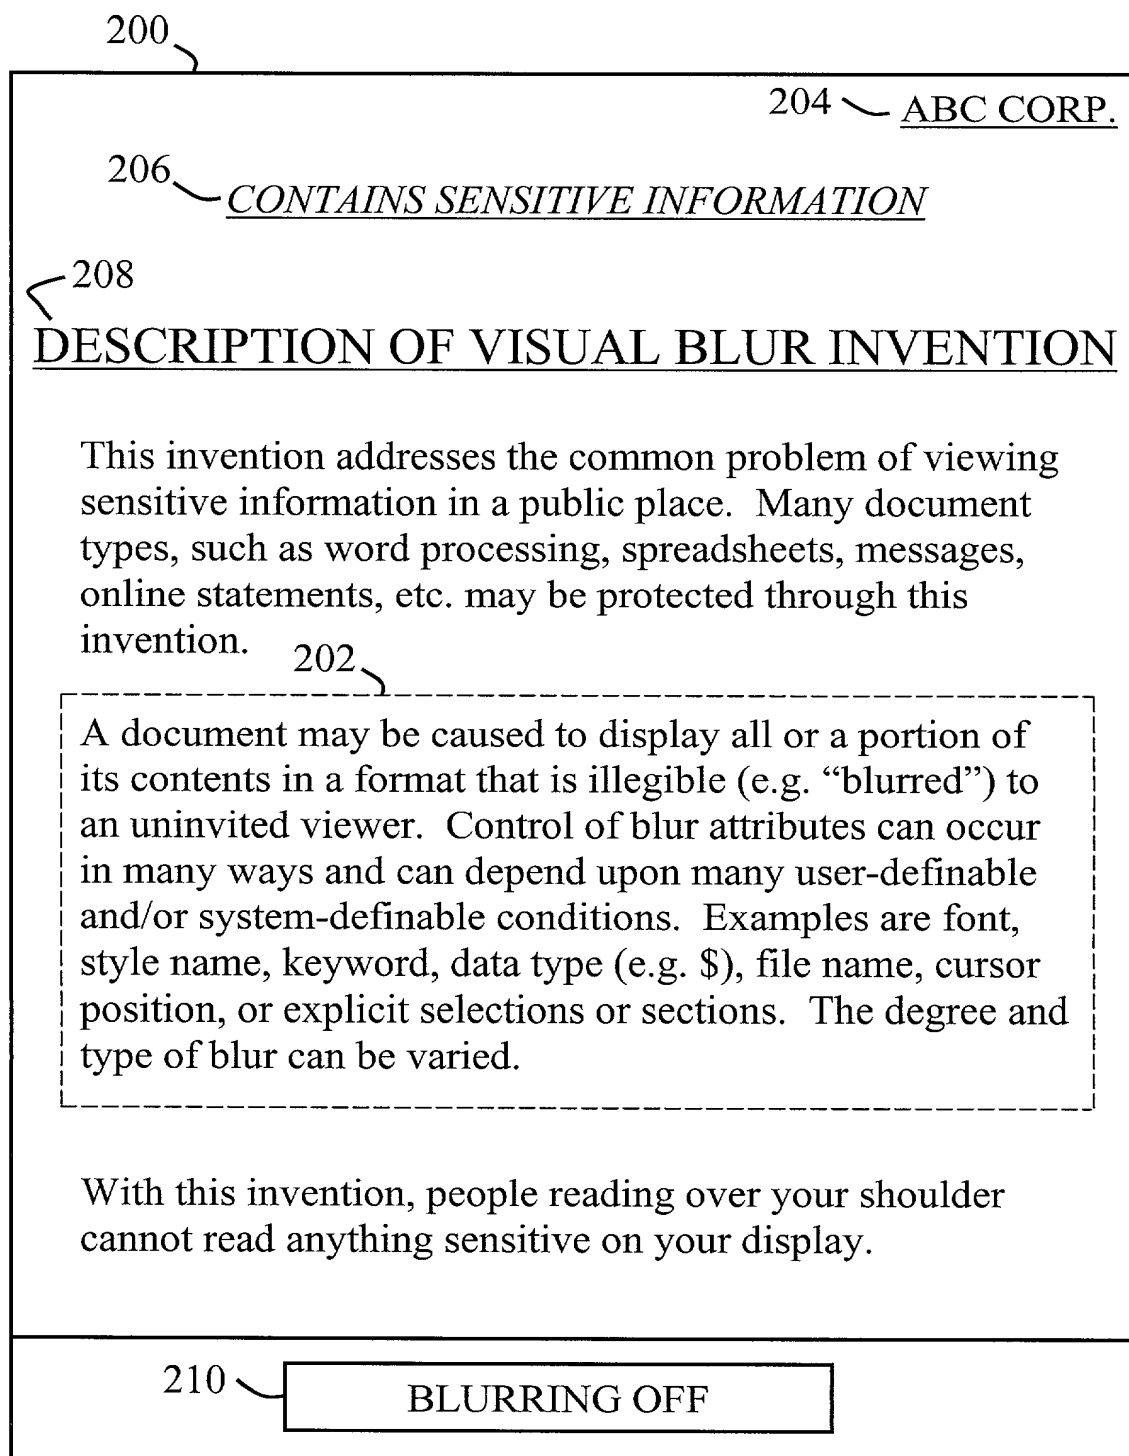 200
204 ABC CORP.
206 CONTAINS SENSITIVE INFORMATION
208
DESCRIPTION OF VISUAL BLUR INVENTION
This invention addresses the common problem of viewing
sensitive information in a public place.  Many document
types, such as word processing, spreadsheets, messages,
online statements, etc. may be protected through this
invention.
202
A document may be caused to display all or a portion of
its contents in a format that is illegible (e.g. “blurred”) to
an uninvited viewer.  Control of blur attributes can occur
in many ways and can depend upon many user-definable
and/or system-definable conditions.  Examples are font,
style name, keyword, data type (e.g. $), file name, cursor
position, or explicit selections or sections.  The degree and
type of blur can be varied.
With this invention, people reading over your shoulder
cannot read anything sensitive on your display.
210 BLURRING OFF